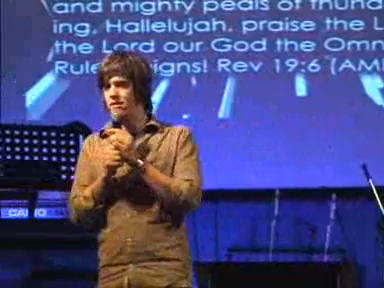 and mighty peals of thund
ing, Hallelujah, praise the L
the Lord our God the Omn
Rule igns! Rev 19:6 (AM
CASIO